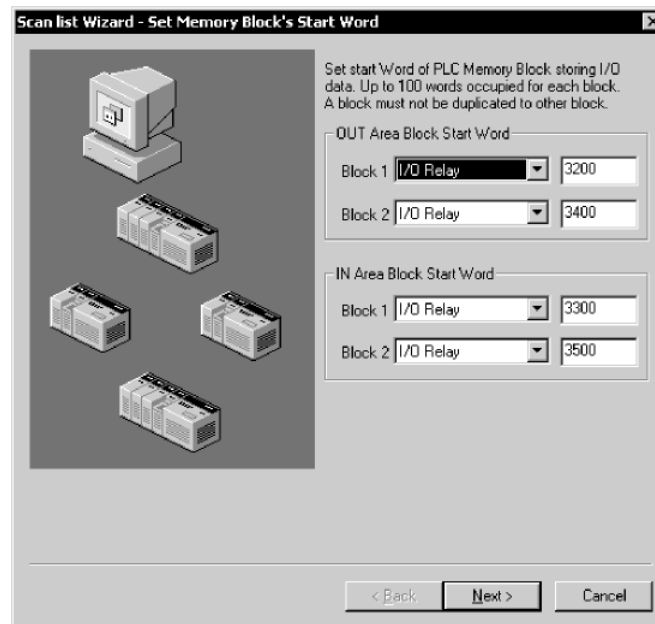 Scan list Wizard - Set Memory Block's Start Word
Set start Word of PLC Memory Block storing I/O
data. Up to 100 words occupied for each block.
A block must not be duplicated to other block.
OUT Area Block Start Word
Block 1 I/O Relay 3200
Block 2 I/O Relay 3400
IN Area Block Start Word
Block 1 I/O Relay 3300
Block 2 I/O Relay 3500
< Back Next > Cancel